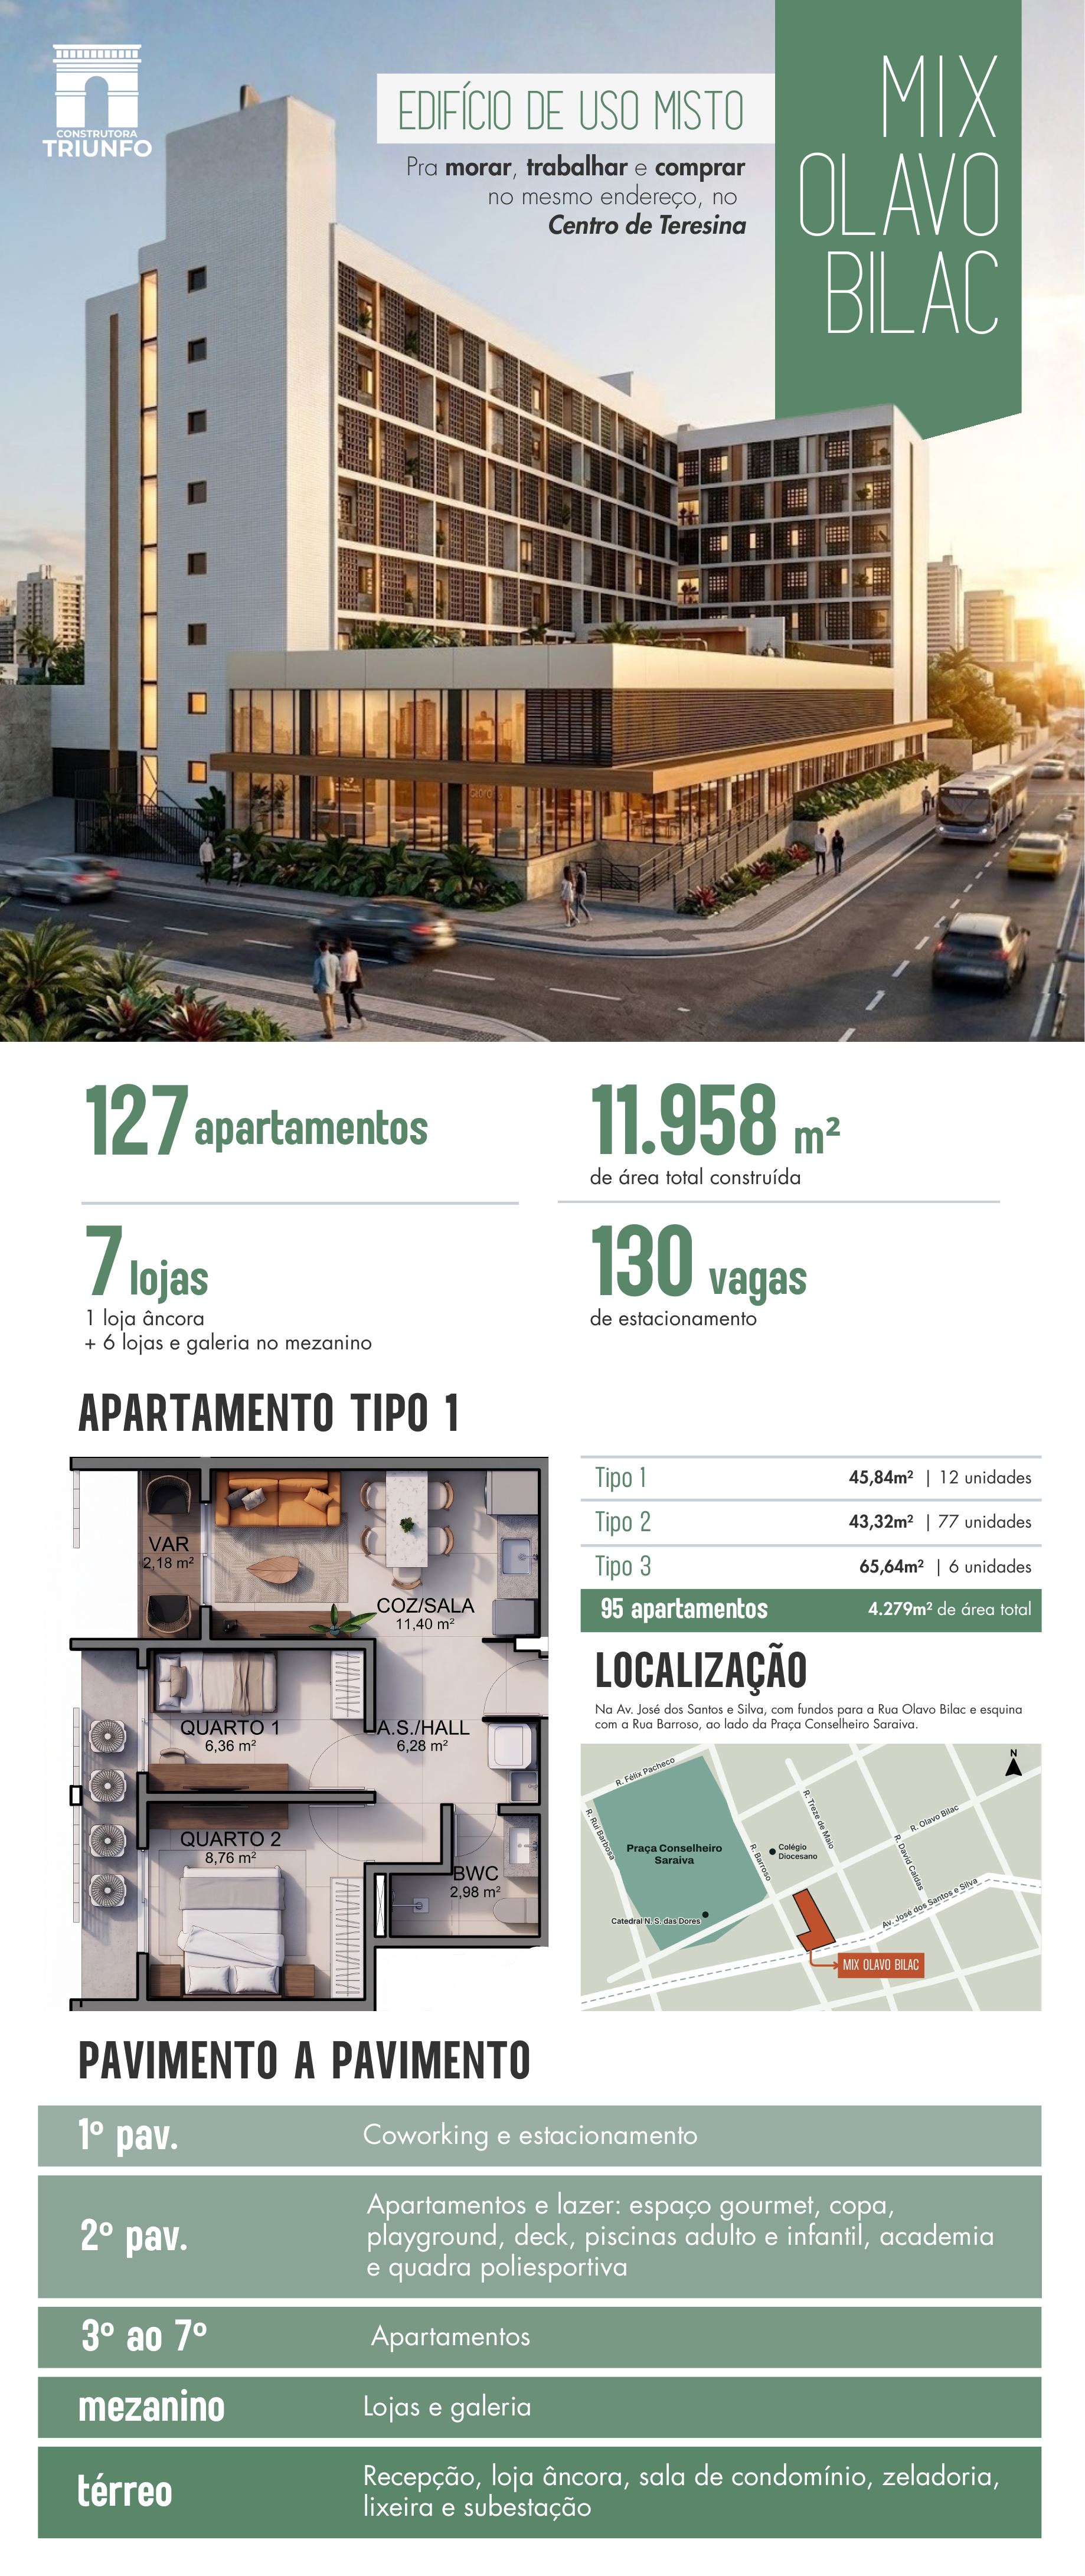 CONSTRUTORA
TRIUNFO
EDIFÍCIO DE USO MISTO
Pra morar, trabalhar e comprar
no mesmo endereço, no
Centro de Teresina
MIX
OLAVO
BILAC
127 apartamentos
11.958 m²
de área total construída
7 lojas
1 loja âncora
+ 6 lojas e galeria no mezanino
130 vagas
de estacionamento
APARTAMENTO TIPO 1
VAR
2,18 m²
COZ/SALA
11,40 m²
QUARTO 1
6,36 m²
A.S./HALL
6,28 m²
QUARTO 2
8,76 m²
BWC
2,98 m²
Tipo 1 45,84m² | 12 unidades
Tipo 2 43,32m² | 77 unidades
Tipo 3 65,64m² | 6 unidades
95 apartamentos 4.279m² de área total
LOCALIZAÇÃO
Na Av. José dos Santos e Silva, com fundos para a Rua Olavo Bilac e esquina
com a Rua Barroso, ao lado da Praça Conselheiro Saraiva.
N
R. Félix Pacheco
R. Rui Barbosa
Praça Conselheiro
Saraiva
R. Barroso
Colégio
Diocesano
R. Treze de Maio
R. Olavo Bilac
R. David Caldas
Av. José dos Santos e Silva
Catedral N. S. das Dores
MIX OLAVO BILAC
PAVIMENTO A PAVIMENTO
1º pav. Coworking e estacionamento
2º pav. Apartamentos e lazer: espaço gourmet, copa,
playground, deck, piscinas adulto e infantil, academia
e quadra poliesportiva
3º ao 7º Apartamentos
mezanino Lojas e galeria
térreo Recepção, loja âncora, sala de condomínio, zeladoria,
lixeira e subestação